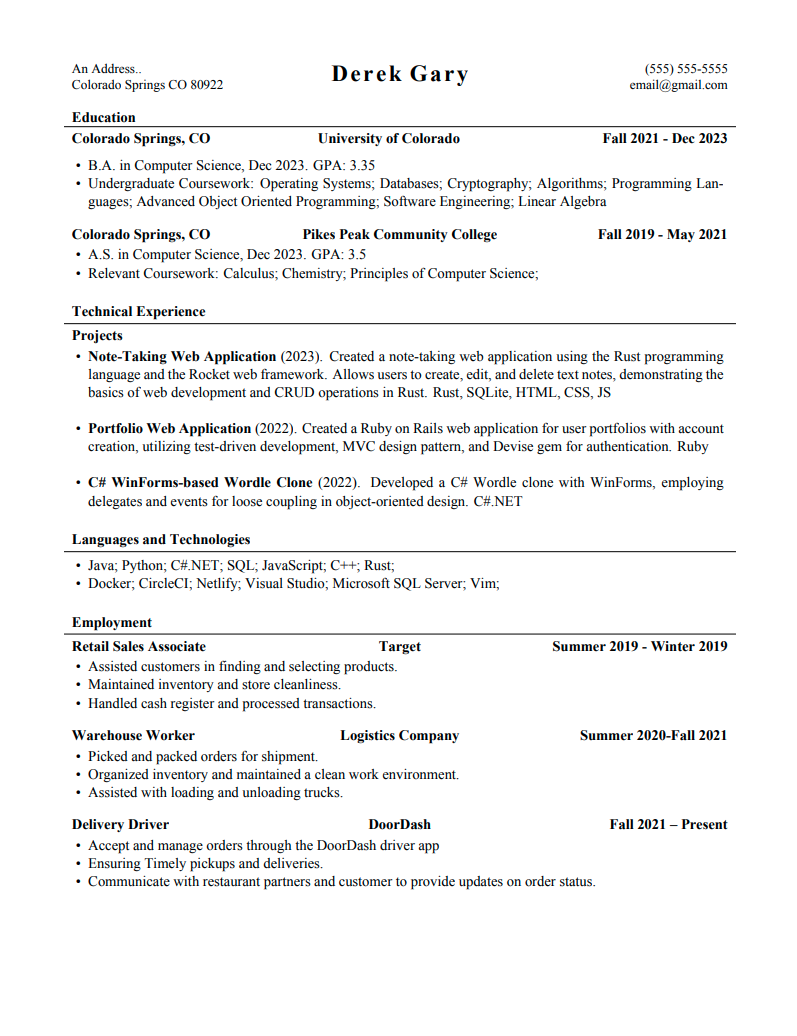 An Address..
Derek Gary
(555) 555-5555
Colorado Springs CO 80922
email@gmail.com
Education
Colorado Springs, CO University of Colorado Fall 2021 - Dec 2023
• B.A. in Computer Science, Dec 2023. GPA: 3.35
• Undergraduate Coursework: Operating Systems; Databases; Cryptography; Algorithms; Programming Lan-
guages; Advanced Object Oriented Programming; Software Engineering; Linear Algebra
Colorado Springs, CO Pikes Peak Community College Fall 2019 - May 2021
• A.S. in Computer Science, Dec 2023. GPA: 3.5
• Relevant Coursework: Calculus; Chemistry; Principles of Computer Science;
Technical Experience
Projects
• Note-Taking Web Application (2023). Created a note-taking web application using the Rust programming
language and the Rocket web framework. Allows users to create, edit, and delete text notes, demonstrating the
basics of web development and CRUD operations in Rust. Rust, SQLite, HTML, CSS, JS
• Portfolio Web Application (2022). Created a Ruby on Rails web application for user portfolios with account
creation, utilizing test-driven development, MVC design pattern, and Devise gem for authentication. Ruby
• C# WinForms-based Wordle Clone (2022). Developed a C# Wordle clone with WinForms, employing
delegates and events for loose coupling in object-oriented design. C#.NET
Languages and Technologies
• Java; Python; C#.NET; SQL; JavaScript; C++; Rust;
• Docker; CircleCI; Netlify; Visual Studio; Microsoft SQL Server; Vim;
Employment
Retail Sales Associate Target Summer 2019 - Winter 2019
• Assisted customers in finding and selecting products.
• Maintained inventory and store cleanliness.
• Handled cash register and processed transactions.
Warehouse Worker Logistics Company Summer 2020-Fall 2021
• Picked and packed orders for shipment.
• Organized inventory and maintained a clean work environment.
• Assisted with loading and unloading trucks.
Delivery Driver DoorDash Fall 2021 – Present
• Accept and manage orders through the DoorDash driver app
• Ensuring Timely pickups and deliveries.
• Communicate with restaurant partners and customer to provide updates on order status.